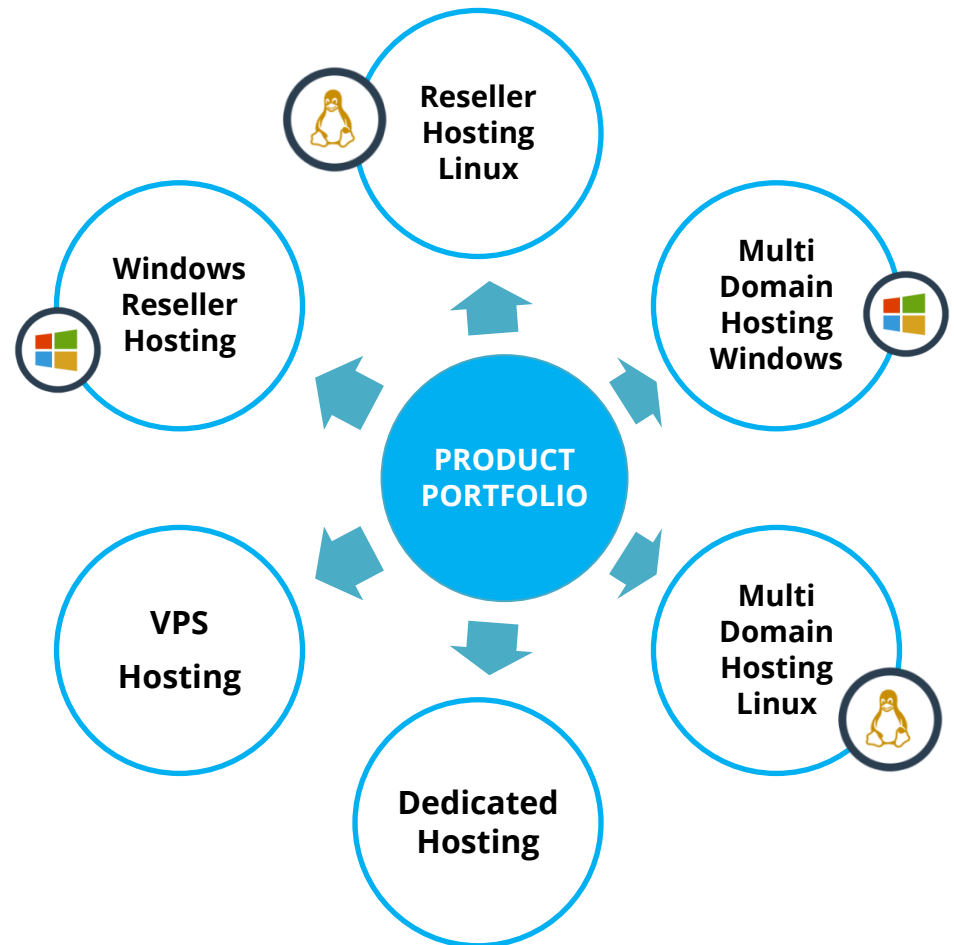 Reseller
Hosting
Linux
Windows
Reseller
Hosting
Multi
Domain
Hosting
Windows
PRODUCT
PORTFOLIO
VPS
Hosting
Multi
Domain
Hosting
Linux
Dedicated
Hosting